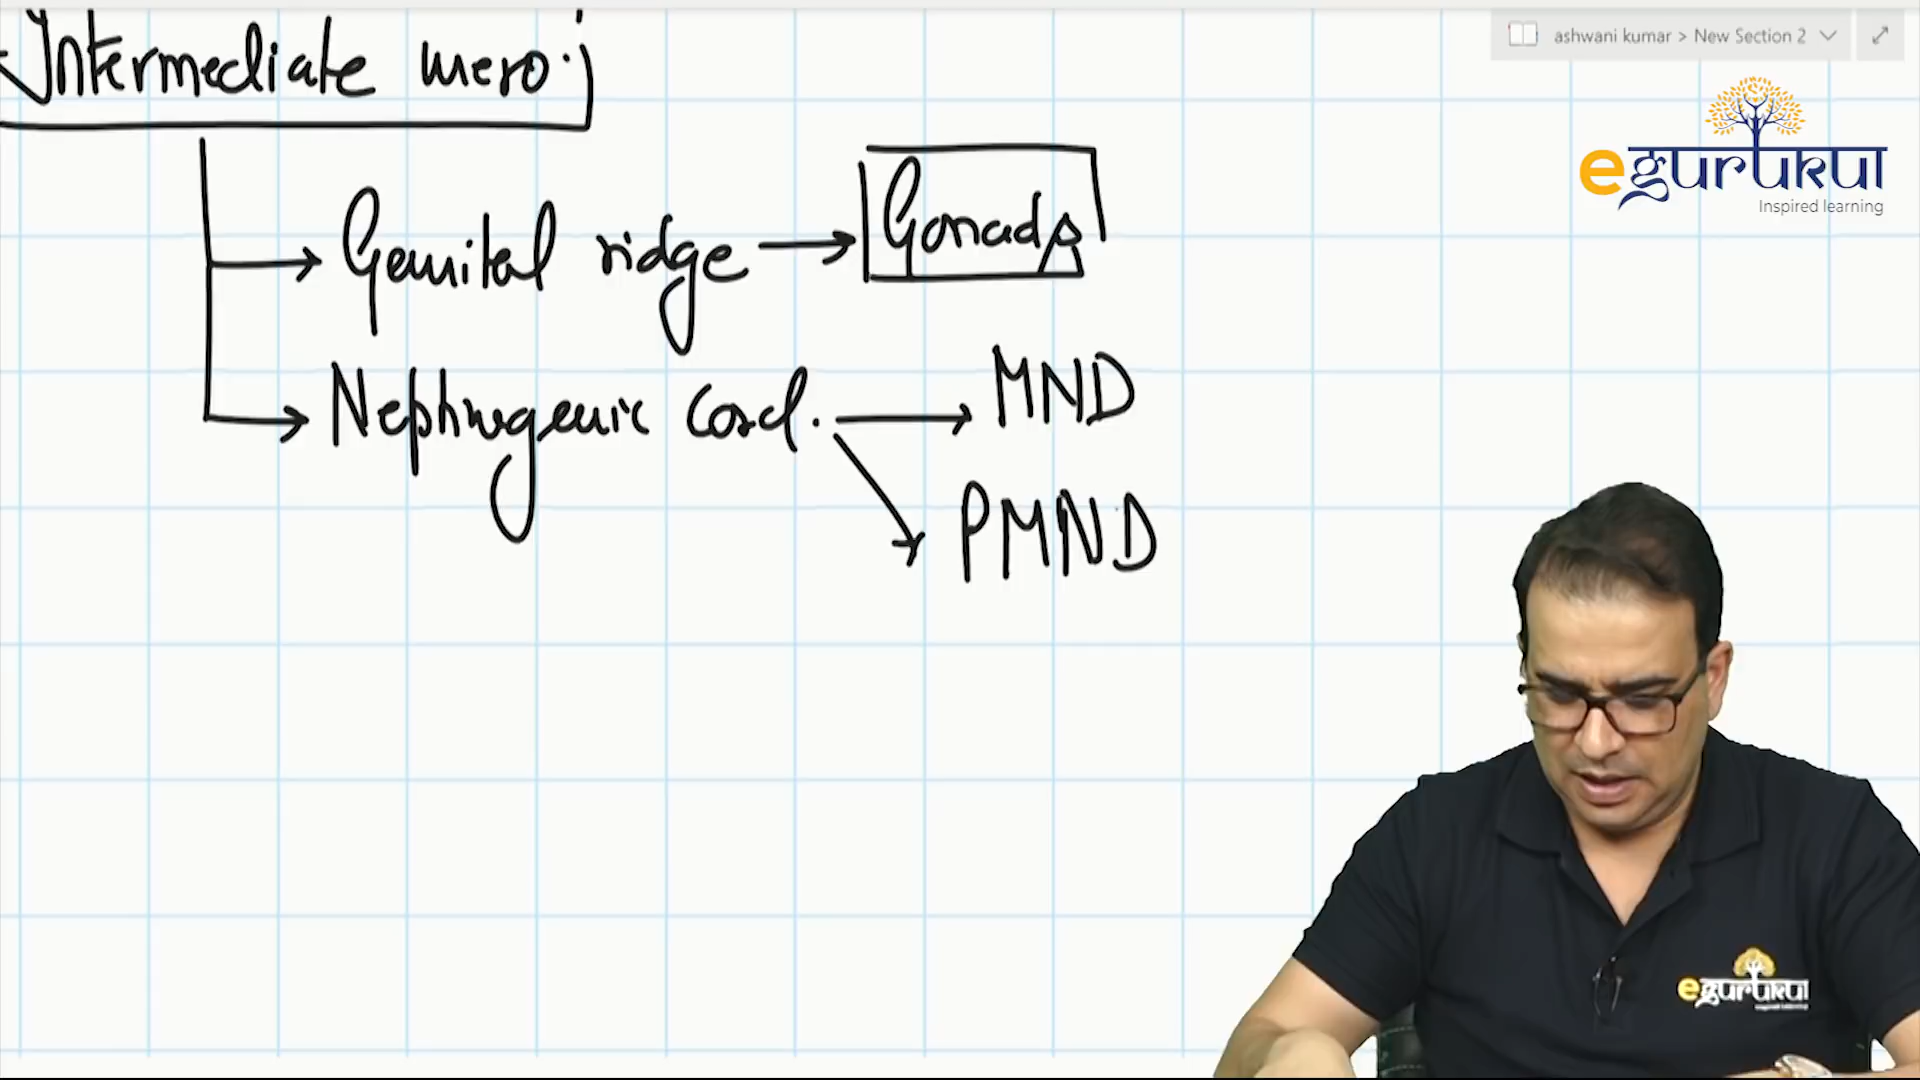 Intermediate meso.
ashwani kumar > New Section 2
egurukul
Inspired learning
Genital ridge → Gonads
Nephrogenic cord. → MND
PMND
egurukul